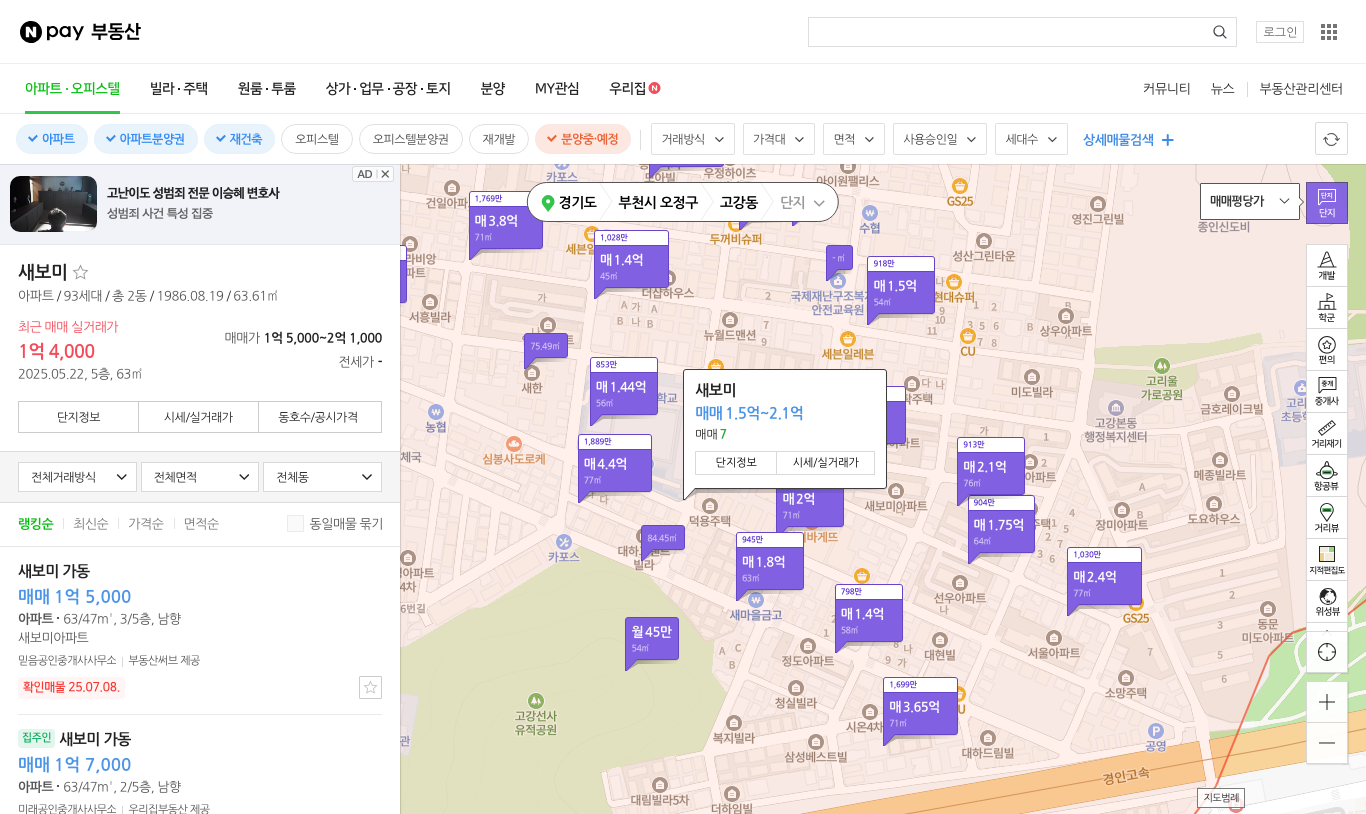 N pay 부동산
로그인
아파트·오피스텔 빌라·주택 원룸·투룸 상가·업무·공장·토지 분양 MY관심 우리집 N
커뮤니티 뉴스 부동산관리센터
아파트 아파트분양권 재건축 오피스텔 오피스텔분양권 재개발 분양중·예정
거래방식 가격대 면적 사용승인일 세대수 상세매물검색
AD
고난이도 성범죄 전문 이승혜 변호사
성범죄 사건 특성 집중
새보미
아파트 / 93세대 / 총 2동 / 1986.08.19 / 63.61㎡
최근 매매 실거래가
1억 4,000
2025.05.22, 5층, 63㎡
매매가 1억 5,000~2억 1,000
전세가 -
단지정보 시세/실거래가 동호수/공시가격
전체거래방식 전체면적 전체동
랭킹순 최신순 가격순 면적순 동일매물 묶기
새보미 가동
매매 1억 5,000
아파트 · 63/47㎡, 3/5층, 남향
새보미아파트
믿음공인중개사사무소 부동산써브 제공
확인매물 25.07.08.
집주인 새보미 가동
매매 1억 7,000
아파트 · 63/47㎡, 2/5층, 남향
미래공인중개사사무소 우리집부동산 제공
경기도 부천시 오정구 고강동 단지
매매평당가
단지
단지
개발
학군
편의
중개
중개사
거리재기
항공뷰
거리뷰
지적편집도
위성뷰
지도범례
카포스
우정하이츠
아이원팰리스
건일아파트
1,769만
매 3.8억
71㎡
GS25
수협
영진그린빌
종인신도비
두꺼비슈퍼
1,028만
매 1.4억
45㎡
- ㎡
성산그린타운
918만
매 1.5억
54㎡
현대슈퍼
더샵하우스
국제재난구조복지
안전교육원
서흥빌라
뉴월드맨션
상우아파트
세븐일레븐
CU
75.49㎡
새한
853만
매 1.44억
56㎡
학교
농협
심봉사도로케
1,889만
매 4.4억
77㎡
새보미
매매 1.5억~2.1억
매매 7
단지정보 시세/실거래가
매 2억
71㎡
미도빌라
고리울
가로공원
고강본동
행정복지센터
금호레이크빌
913만
매 2.1억
76㎡
메종빌라트
904만
매 1.75억
64㎡
장미아파트
도요하우스
새보미아파트
덕용주택
84.45㎡
카포스
빌라
945만
매 1.8억
63㎡
새마을금고
798만
매 1.4억
58㎡
선우아파트
1,030만
매 2.4억
77㎡
GS25
동문
미도아파트
월 45만
54㎡
정도아파트
대현빌라
서울아파트
소망주택
청실빌라
1,699만
매 3.65억
71㎡
시온4차
고강선사
유적공원
복지빌라
삼성베스트빌
대하드림빌
공영
경인고속
대림빌라5차
더하임빌